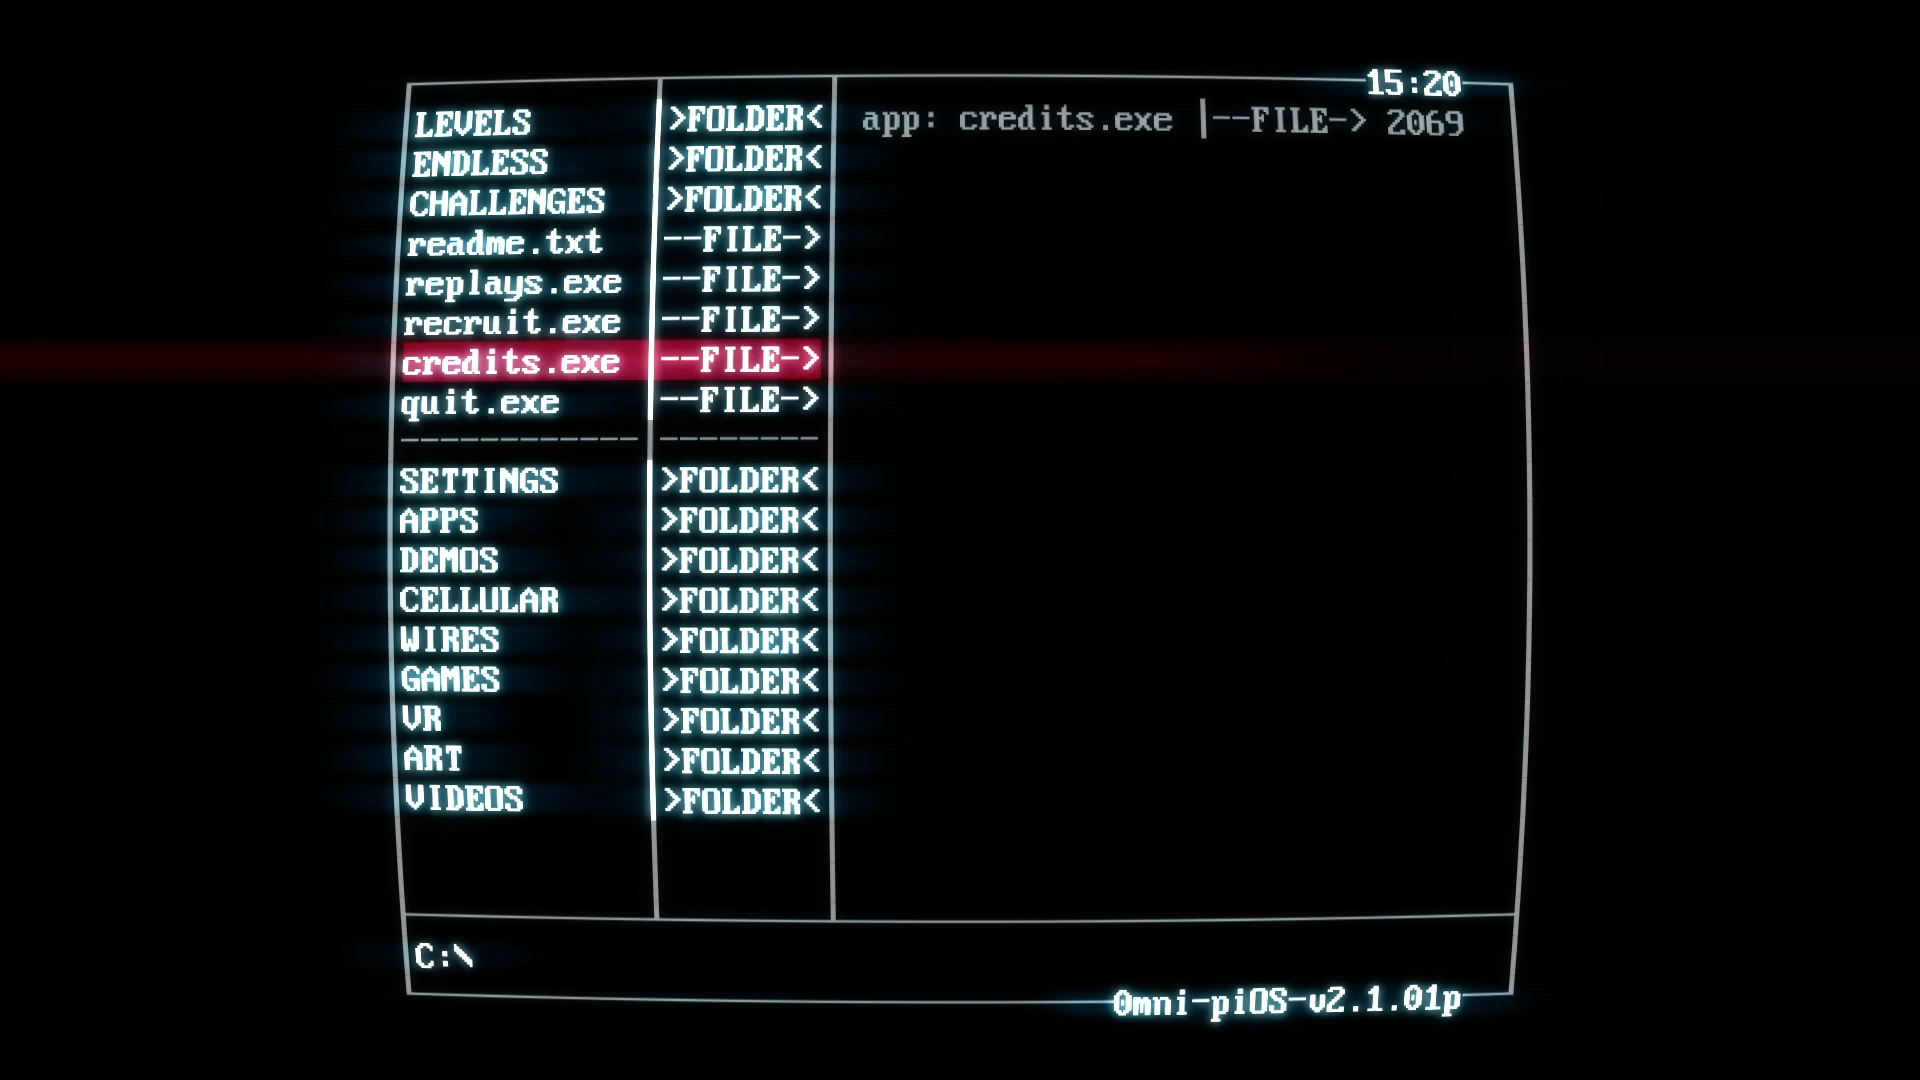 15:20
LEVELS >FOLDER< app: credits.exe |--FILE-> 2069
ENDLESS >FOLDER<
CHALLENGES >FOLDER<
readme.txt --FILE->
replays.exe --FILE->
recruit.exe --FILE->
credits.exe --FILE->
quit.exe --FILE->
------------ --------
SETTINGS >FOLDER<
APPS >FOLDER<
DEMOS >FOLDER<
CELLULAR >FOLDER<
WIRES >FOLDER<
GAMES >FOLDER<
VR >FOLDER<
ART >FOLDER<
VIDEOS >FOLDER<
C:\
0mni-piOS-v2.1.01p